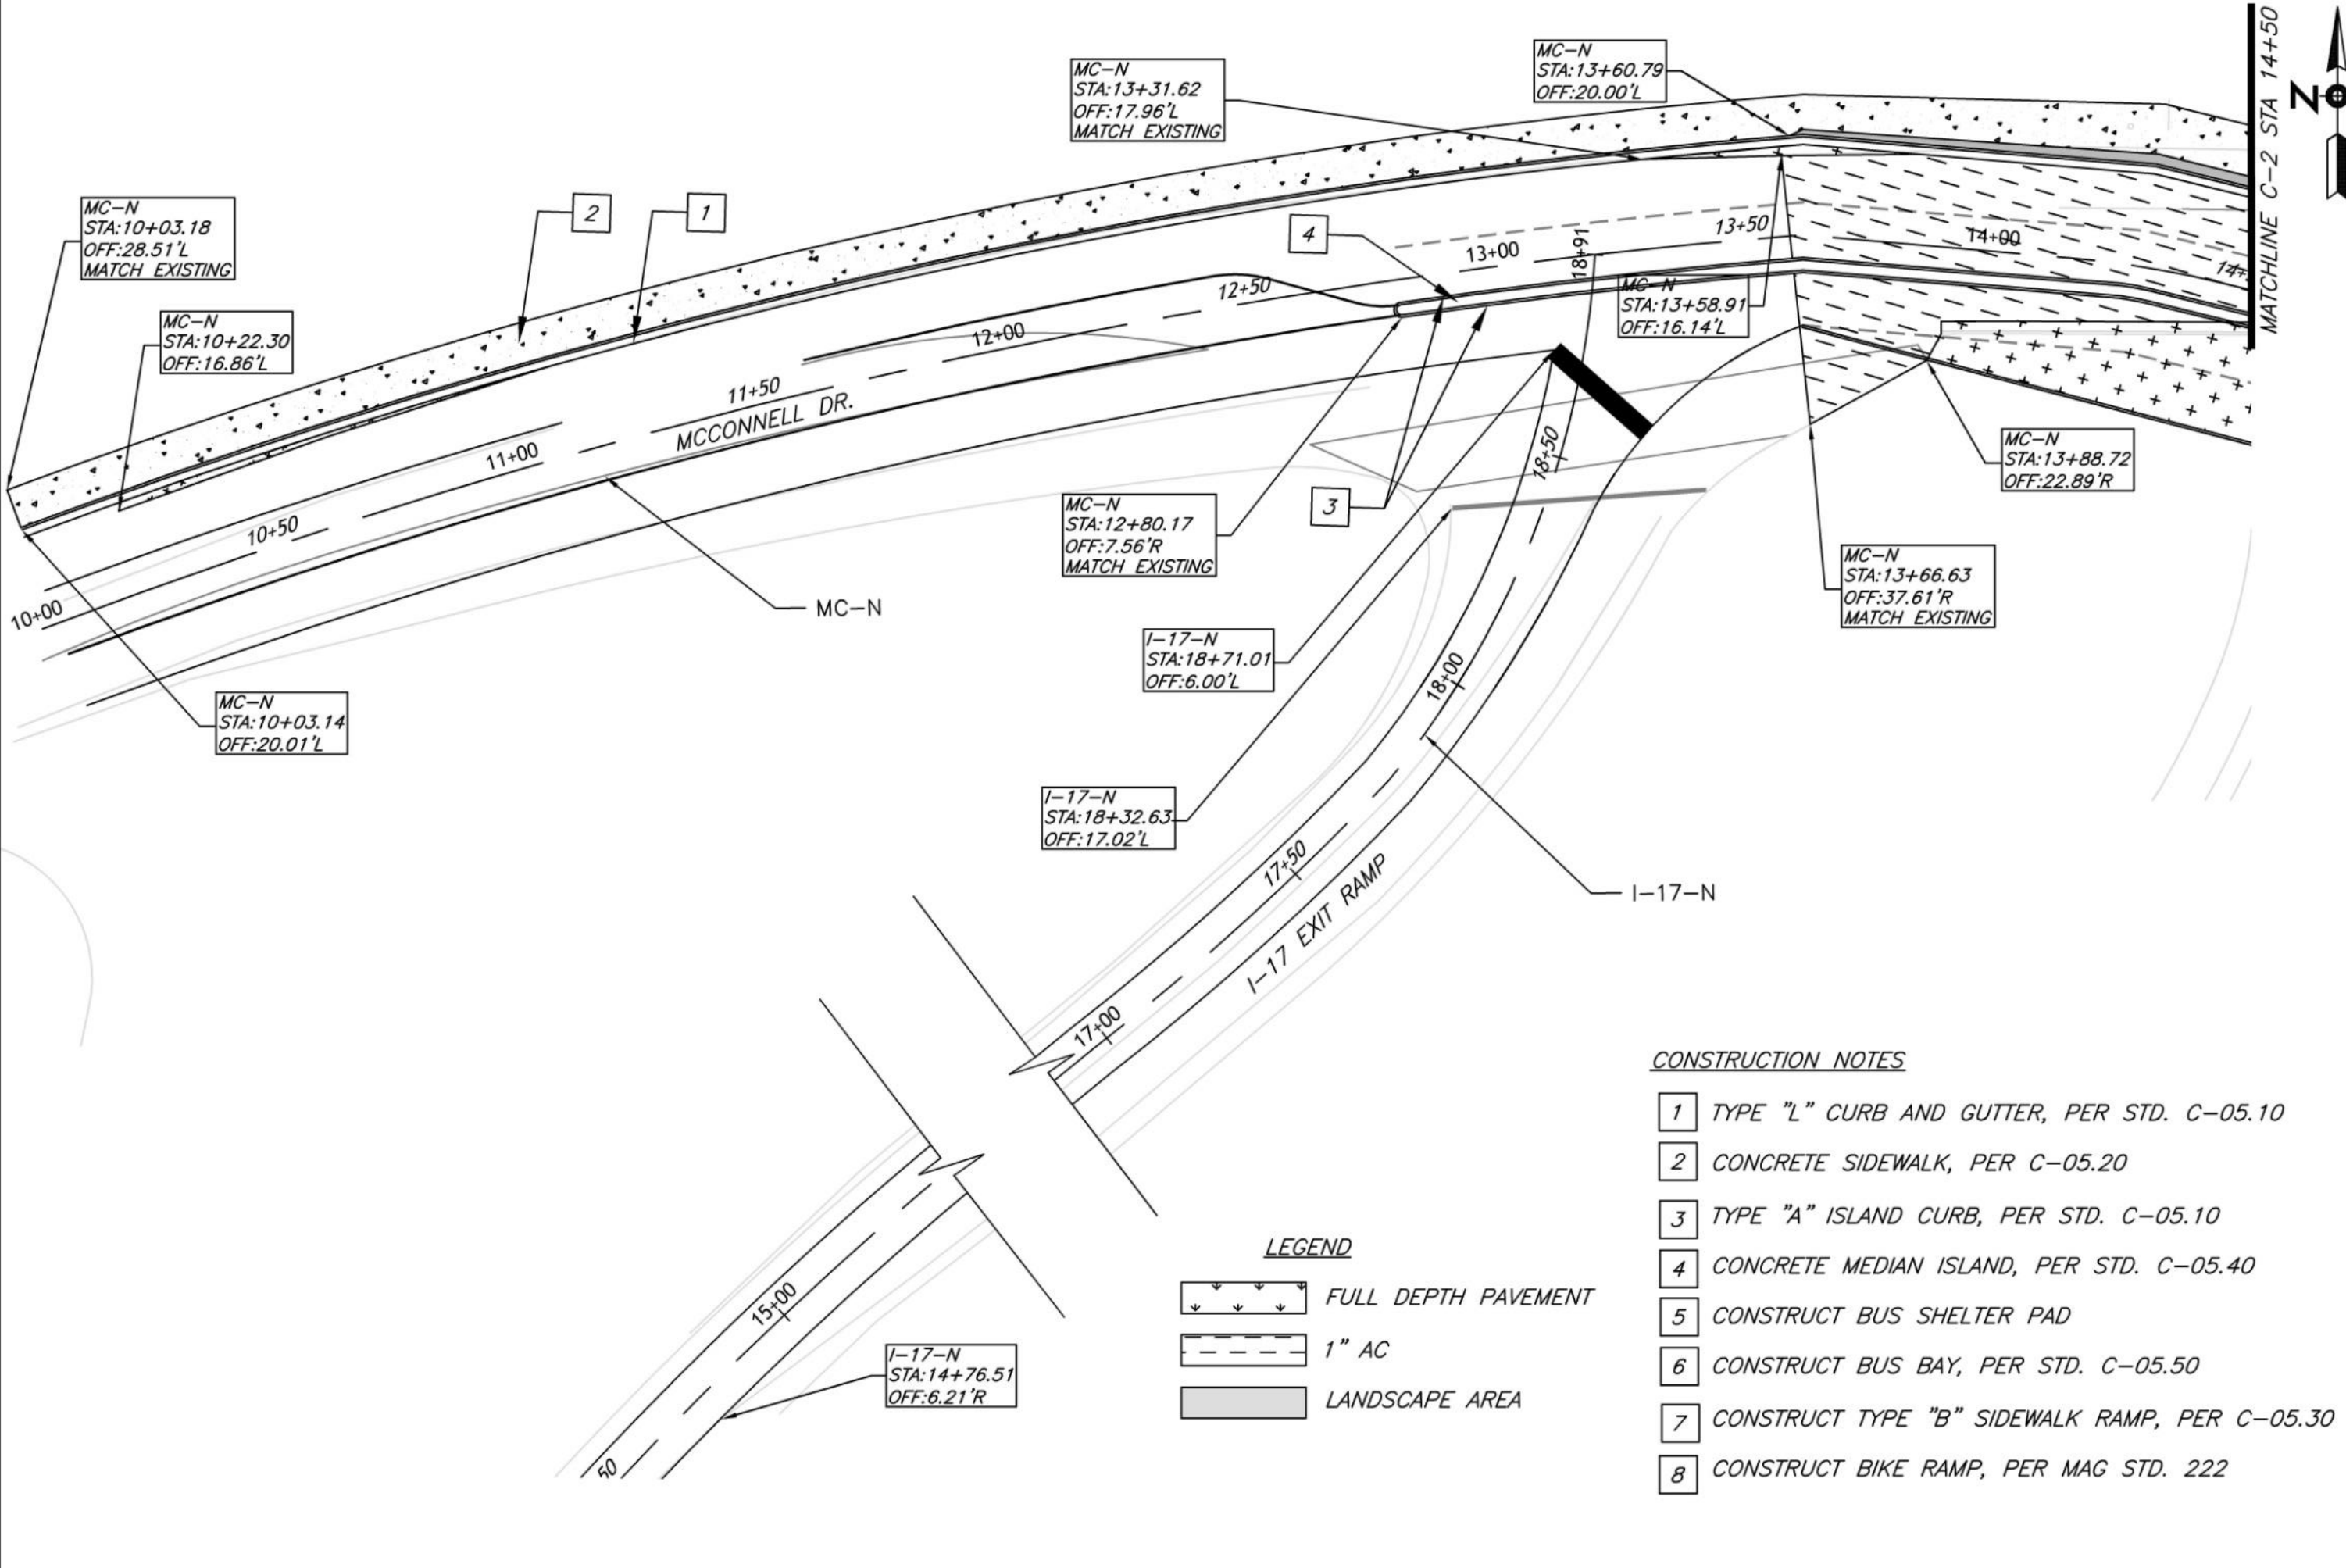 MC-N
STA:13+60.79
OFF:20.00'L
MC-N
STA:13+31.62
OFF:17.96'L
MATCH EXISTING
MATCHLINE C-2 STA 14+50
N
MC-N
STA:10+03.18
OFF:28.51'L
MATCH EXISTING
2
1
4
13+00
18+91
13+50
14+00
14+
MC-N
STA:10+22.30
OFF:16.86'L
12+50
12+00
MC-N
STA:13+58.91
OFF:16.14'L
11+50
MCCONNELL DR.
11+00
10+50
10+00
18+50
MC-N
STA:13+88.72
OFF:22.89'R
MC-N
STA:12+80.17
OFF:7.56'R
MATCH EXISTING
3
MC-N
STA:13+66.63
OFF:37.61'R
MATCH EXISTING
MC-N
I-17-N
STA:18+71.01
OFF:6.00'L
18+00
MC-N
STA:10+03.14
OFF:20.01'L
I-17-N
STA:18+32.63
OFF:17.02'L
17+50
I-17 EXIT RAMP
I-17-N
17+00
15+00
50
I-17-N
STA:14+76.51
OFF:6.21'R
LEGEND
FULL DEPTH PAVEMENT
1" AC
LANDSCAPE AREA
CONSTRUCTION NOTES
1 TYPE "L" CURB AND GUTTER, PER STD. C-05.10
2 CONCRETE SIDEWALK, PER C-05.20
3 TYPE "A" ISLAND CURB, PER STD. C-05.10
4 CONCRETE MEDIAN ISLAND, PER STD. C-05.40
5 CONSTRUCT BUS SHELTER PAD
6 CONSTRUCT BUS BAY, PER STD. C-05.50
7 CONSTRUCT TYPE "B" SIDEWALK RAMP, PER C-05.30
8 CONSTRUCT BIKE RAMP, PER MAG STD. 222